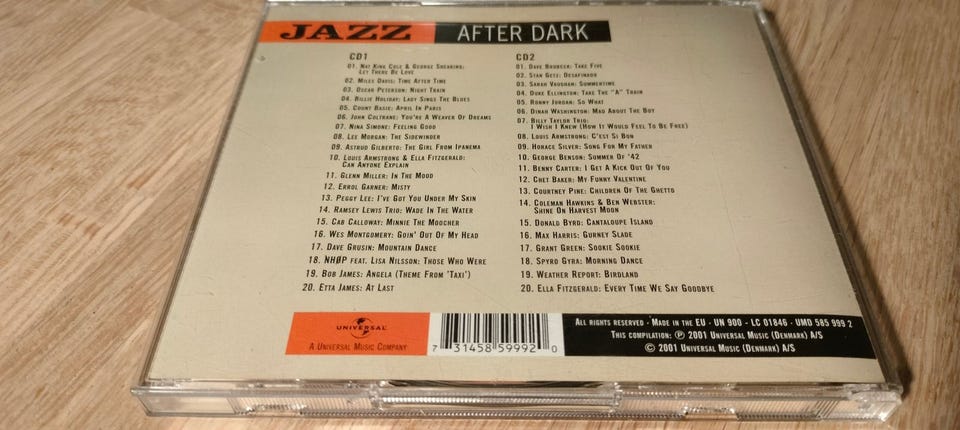 JAZZ AFTER DARK
CD1
01. Nat King Cole & George Shearing:
Let There Be Love
02. Miles Davis: Time After Time
03. Oscar Peterson: Night Train
04. Billie Holiday: Lady Sings The Blues
05. Count Basie: April In Paris
06. John Coltrane: You're A Weaver Of Dreams
07. Nina Simone: Feeling Good
08. Lee Morgan: The Sidewinder
09. Astrud Gilberto: The Girl From Ipanema
10. Louis Armstrong & Ella Fitzgerald:
Can Anyone Explain
11. Glenn Miller: In The Mood
12. Errol Garner: Misty
13. Peggy Lee: I've Got You Under My Skin
14. Ramsey Lewis Trio: Wade In The Water
15. Cab Calloway: Minnie The Moocher
16. Wes Montgomery: Goin' Out Of My Head
17. Dave Grusin: Mountain Dance
18. NHØP feat. Lisa Nilsson: Those Who Were
19. Bob James: Angela (Theme From 'Taxi')
20. Etta James: At Last
CD2
01. Dave Brubeck: Take Five
02. Stan Getz: Desafinado
03. Sarah Vaughan: Summertime
04. Duke Ellington: Take The "A" Train
05. Ronny Jordan: So What
06. Dinah Washington: Mad About The Boy
07. Billy Taylor Trio:
I Wish I Knew (How It Would Feel To Be Free)
08. Louis Armstrong: C'est Si Bon
09. Horace Silver: Song For My Father
10. George Benson: Summer Of '42
11. Benny Carter: I Get A Kick Out Of You
12. Chet Baker: My Funny Valentine
13. Courtney Pine: Children Of The Ghetto
14. Coleman Hawkins & Ben Webster:
Shine On Harvest Moon
15. Donald Byrd: Cantaloupe Island
16. Max Harris: Gurney Slade
17. Grant Green: Sookie Sookie
18. Spyro Gyra: Morning Dance
19. Weather Report: Birdland
20. Ella Fitzgerald: Every Time We Say Goodbye
UNIVERSAL
A Universal Music Company
7 31458 59992 0
All rights reserved · Made in the EU · UN 900 · LC 01846 · UMD 585 999 2
This compilation: ℗ 2001 Universal Music (Denmark) A/S
© 2001 Universal Music (Denmark) A/S